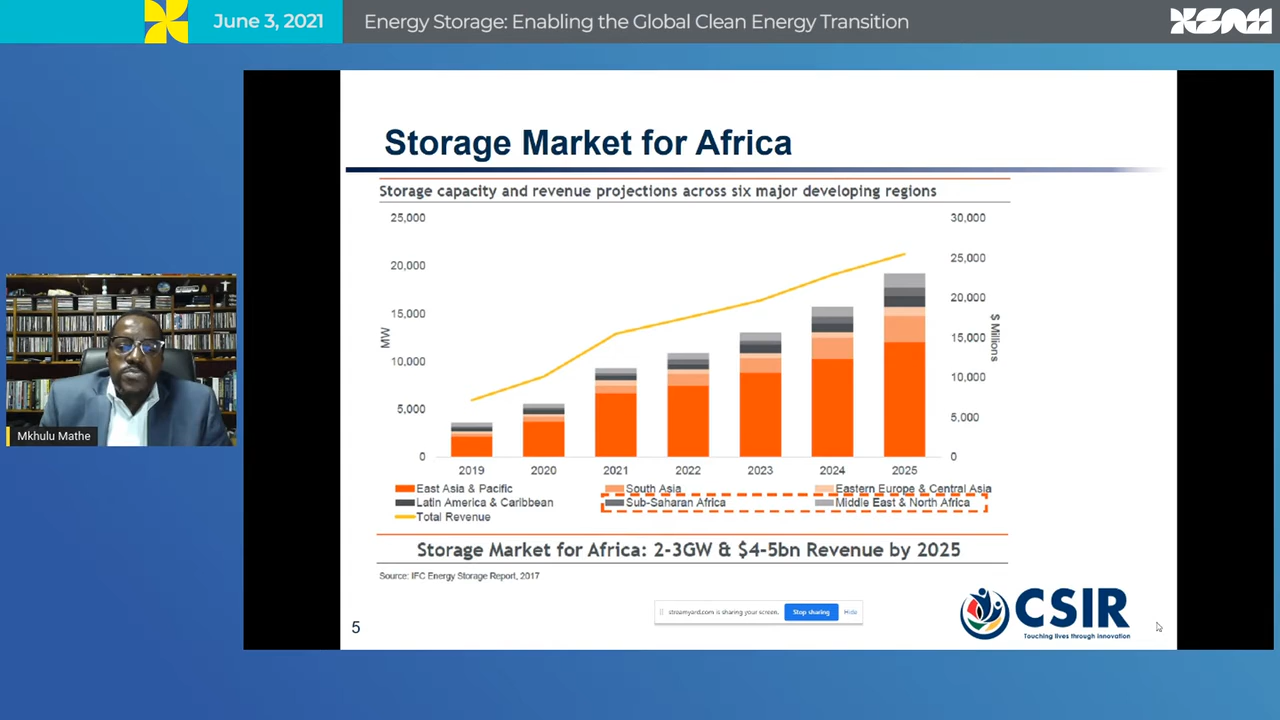 June 3, 2021
Energy Storage: Enabling the Global Clean Energy Transition
Storage Market for Africa
Storage capacity and revenue projections across six major developing regions
25,000
20,000
15,000
10,000
5,000
0
MW
30,000
25,000
20,000
15,000
10,000
5,000
0
$ Millions
2019 2020 2021 2022 2023 2024 2025
East Asia & Pacific South Asia Eastern Europe & Central Asia
Latin America & Caribbean Sub-Saharan Africa Middle East & North Africa
Total Revenue
Storage Market for Africa: 2-3GW & $4-5bn Revenue by 2025
Source: IFC Energy Storage Report, 2017
streamyard.com is sharing your screen. Stop sharing Hide
5
CSIR
Touching lives through innovation
Mkhulu Mathe